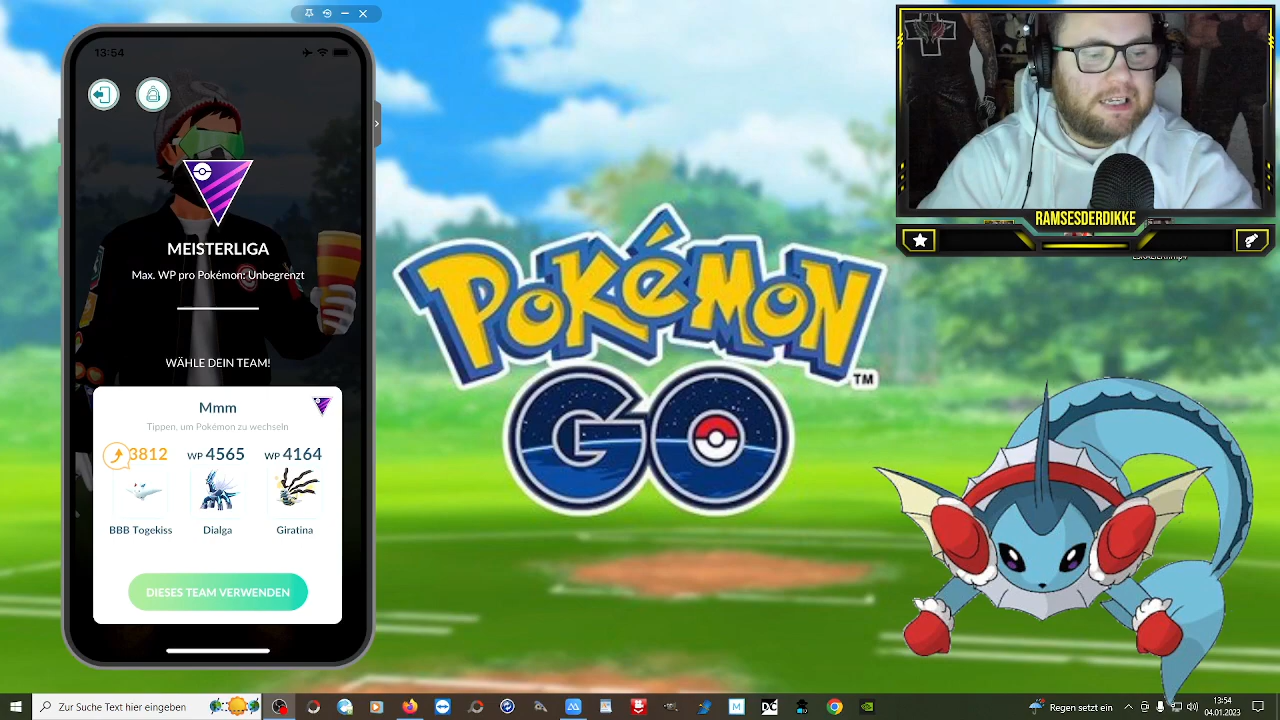 13:54
MEISTERLIGA
Max. WP pro Pokémon: Unbegrenzt
WÄHLE DEIN TEAM!
Mmm
Tippen, um Pokémon zu wechseln
3812 WP 4565 WP 4164
BBB Togekiss Dialga Giratina
DIESES TEAM VERWENDEN
POKéMON
TM
GO
RAMSESDERDIKKE
Zur Suche Text hier eingeben
M
DC
Regen setzt ein
13:54
04.01.2023